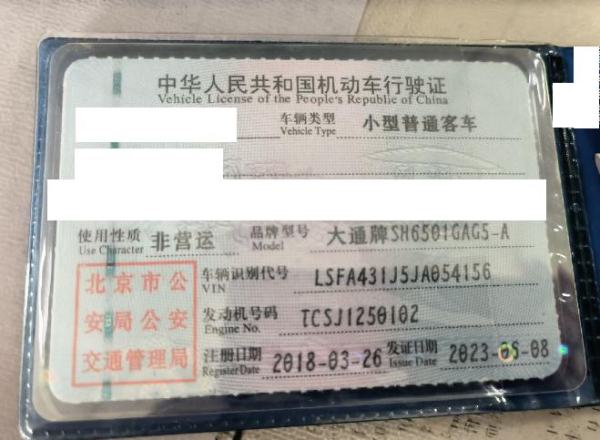 中华人民共和国机动车行驶证
Vehicle License of the People's Republic of China
车辆类型 小型普通客车
Vehicle Type
使用性质 非营运 品牌型号 大通牌SH6501GAG5-A
Use Character Model
北京市公安局公安交通管理局
车辆识别代号 LSFA431J5JA054156
VIN
发动机号码 TCSJ1250102
Engine No.
注册日期 2018-03-26 发证日期 2023-05-08
Register Date Issue Date